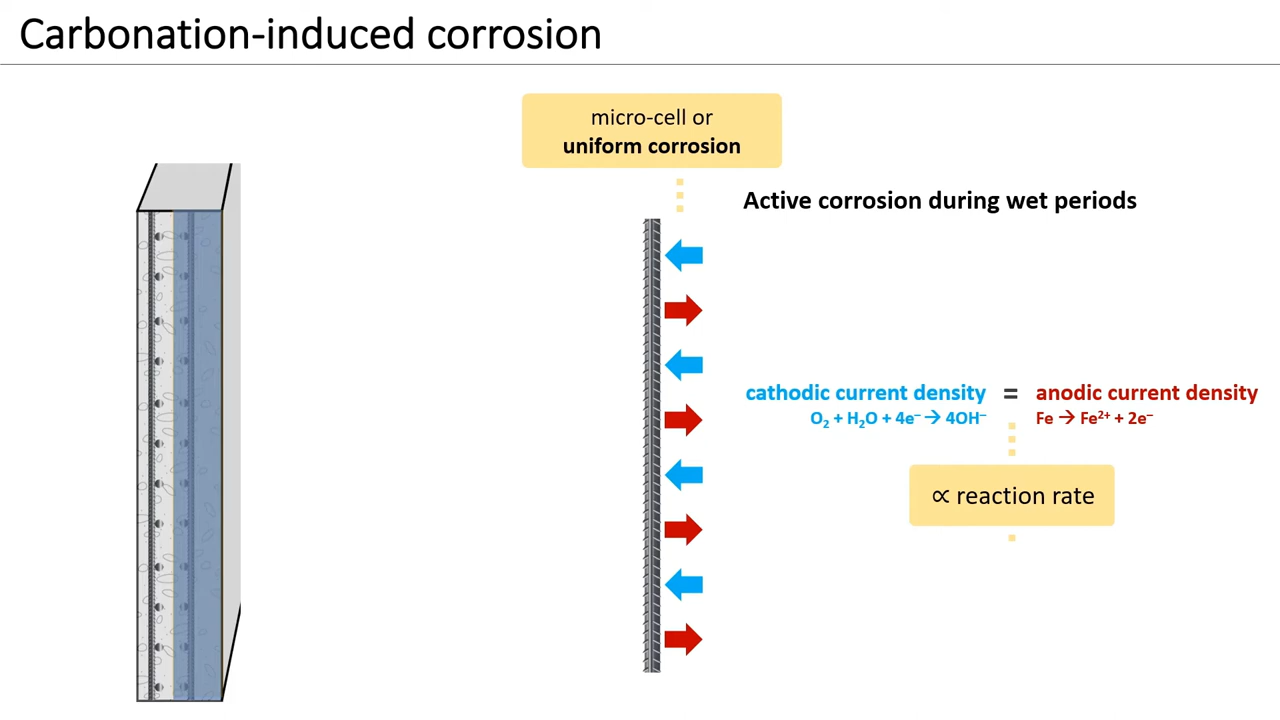 Carbonation-induced corrosion
micro-cell or
uniform corrosion
Active corrosion during wet periods
cathodic current density = anodic current density
O₂ + H₂O + 4e⁻ → 4OH⁻ Fe → Fe²⁺ + 2e⁻
∝ reaction rate